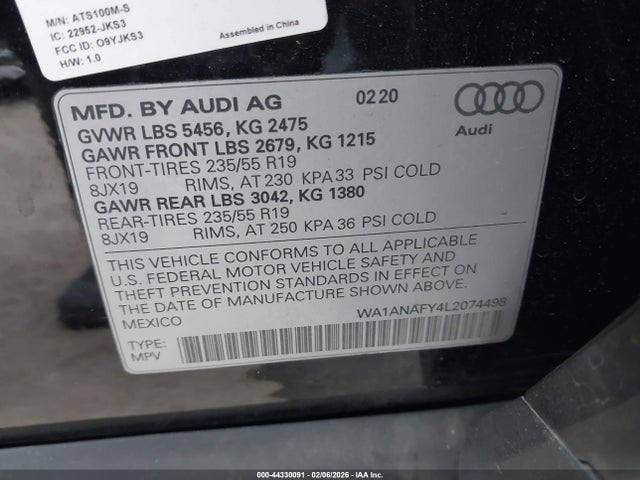 M/N: ATS100M-S
IC: 22952-JKS3
FCC ID: O9YJKS3
H/W: 1.0
Assembled in China
MFD. BY AUDI AG 0220
GVWR LBS 5456, KG 2475
GAWR FRONT LBS 2679, KG 1215
FRONT-TIRES 235/55 R19
8JX19 RIMS, AT 230 KPA 33 PSI COLD
GAWR REAR LBS 3042, KG 1380
REAR-TIRES 235/55 R19
8JX19 RIMS, AT 250 KPA 36 PSI COLD
Audi
THIS VEHICLE CONFORMS TO ALL APPLICABLE
U.S. FEDERAL MOTOR VEHICLE SAFETY AND
THEFT PREVENTION STANDARDS IN EFFECT ON
THE DATE OF MANUFACTURE SHOWN ABOVE.
MEXICO WA1ANAFY4L2074498
TYPE:
MPV
000-44330091 - 02/06/2026 - IAA Inc.